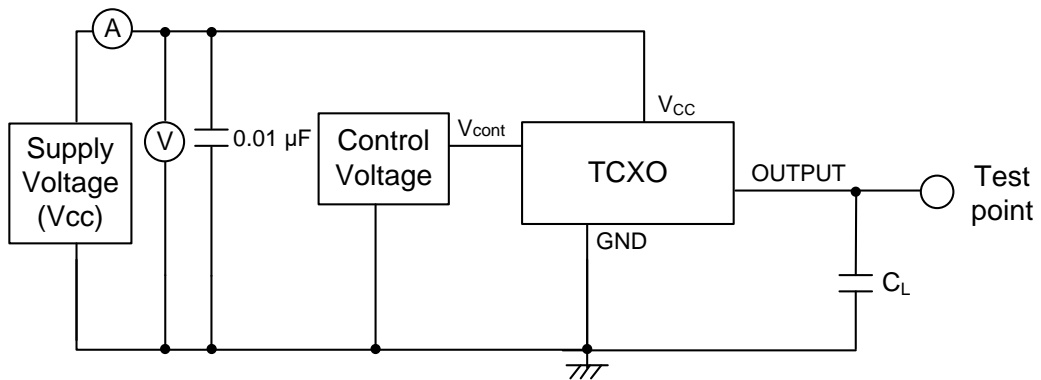 A
V
0.01 µF
Supply
Voltage
(Vcc)
Control
Voltage
Vcont
VCC
TCXO
GND
OUTPUT
Test
point
CL